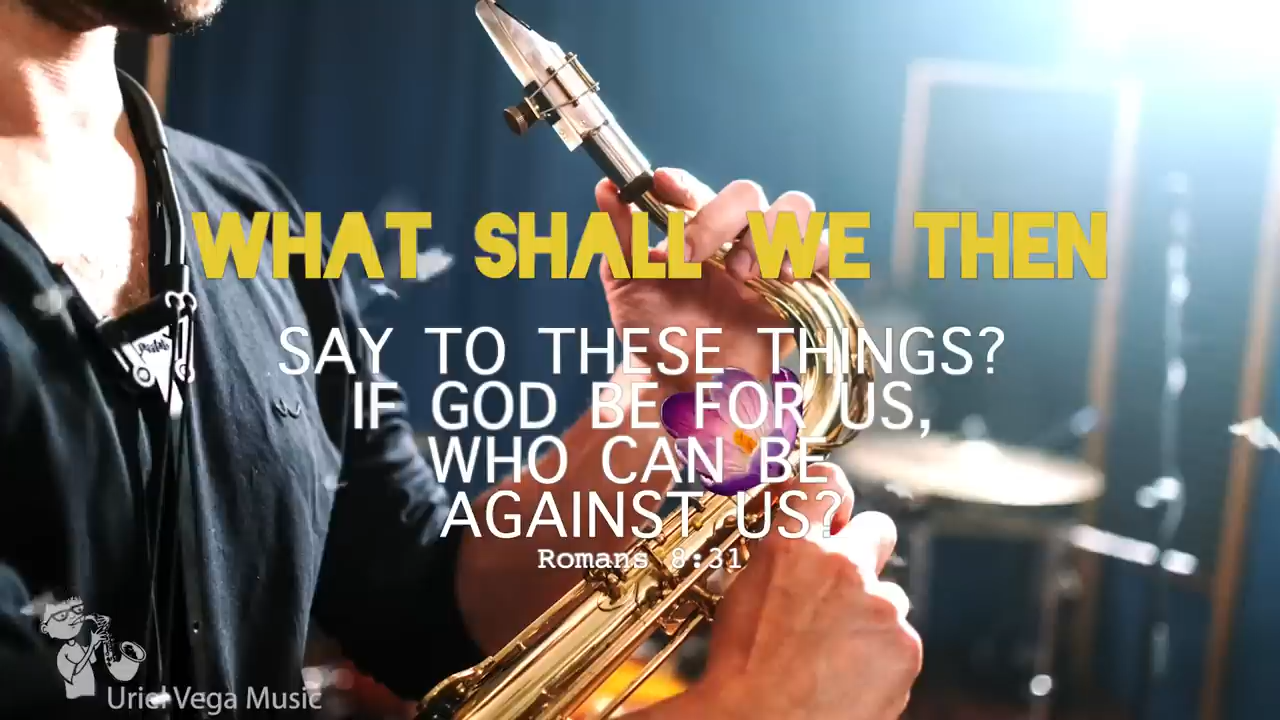 WHAT SHALL WE THEN
SAY TO THESE THINGS?
IF GOD BE FOR US,
WHO CAN BE
AGAINST US?
Romans 8:31
Uriel Vega Music